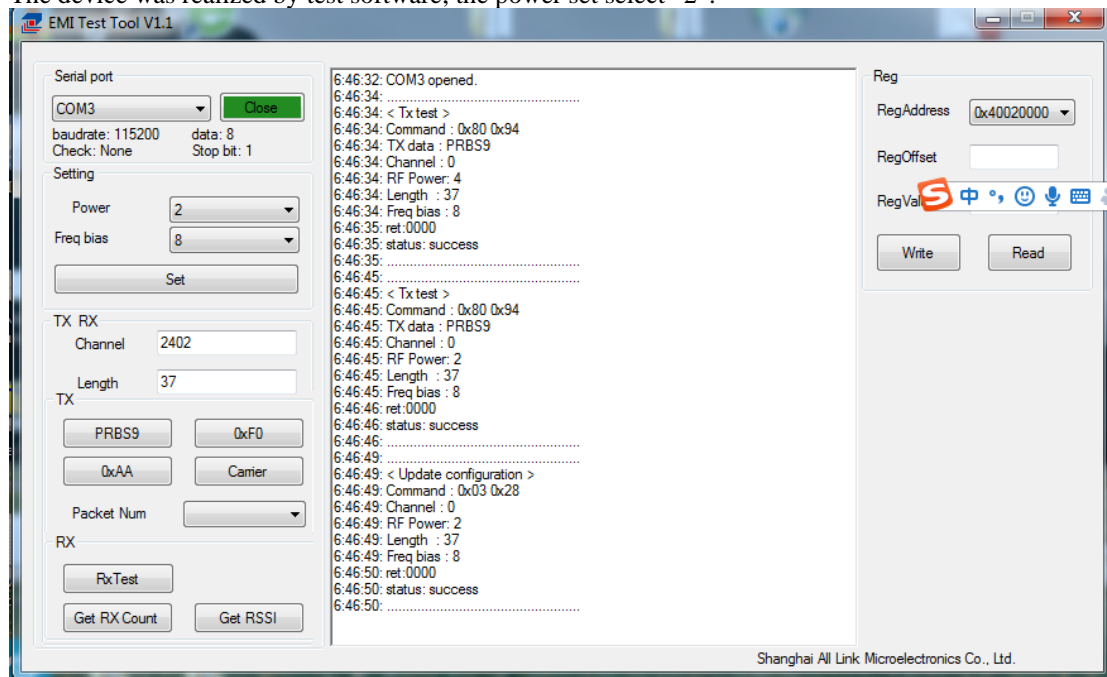 The device was realized by test software, the power set select "2".
EMI Test Tool V1.1
Serial port
COM3
Close
baudrate: 115200 data: 8
Check: None Stop bit: 1
Setting
Power 2
Freq bias 8
Set
TX RX
Channel 2402
Length 37
TX
PRBS9 0xF0
0xAA Carrier
Packet Num
RX
RxTest
Get RX Count Get RSSI
6:46:32: COM3 opened.
6:46:34: ................................................
6:46:34: < Tx test >
6:46:34: Command : 0x80 0x94
6:46:34: TX data : PRBS9
6:46:34: Channel : 0
6:46:34: RF Power: 4
6:46:34: Length : 37
6:46:34: Freq bias : 8
6:46:35: ret:0000
6:46:35: status: success
6:46:35: ................................................
6:46:45: ................................................
6:46:45: < Tx test >
6:46:45: Command : 0x80 0x94
6:46:45: TX data : PRBS9
6:46:45: Channel : 0
6:46:45: RF Power: 2
6:46:45: Length : 37
6:46:45: Freq bias : 8
6:46:46: ret:0000
6:46:46: status: success
6:46:46: ................................................
6:46:49: ................................................
6:46:49: < Update configuration >
6:46:49: Command : 0x03 0x28
6:46:49: Channel : 0
6:46:49: RF Power: 2
6:46:49: Length : 37
6:46:49: Freq bias : 8
6:46:50: ret:0000
6:46:50: status: success
6:46:50: ................................................
Reg
RegAddress 0x40020000
RegOffset
RegVal
中
Write Read
Shanghai All Link Microelectronics Co., Ltd.